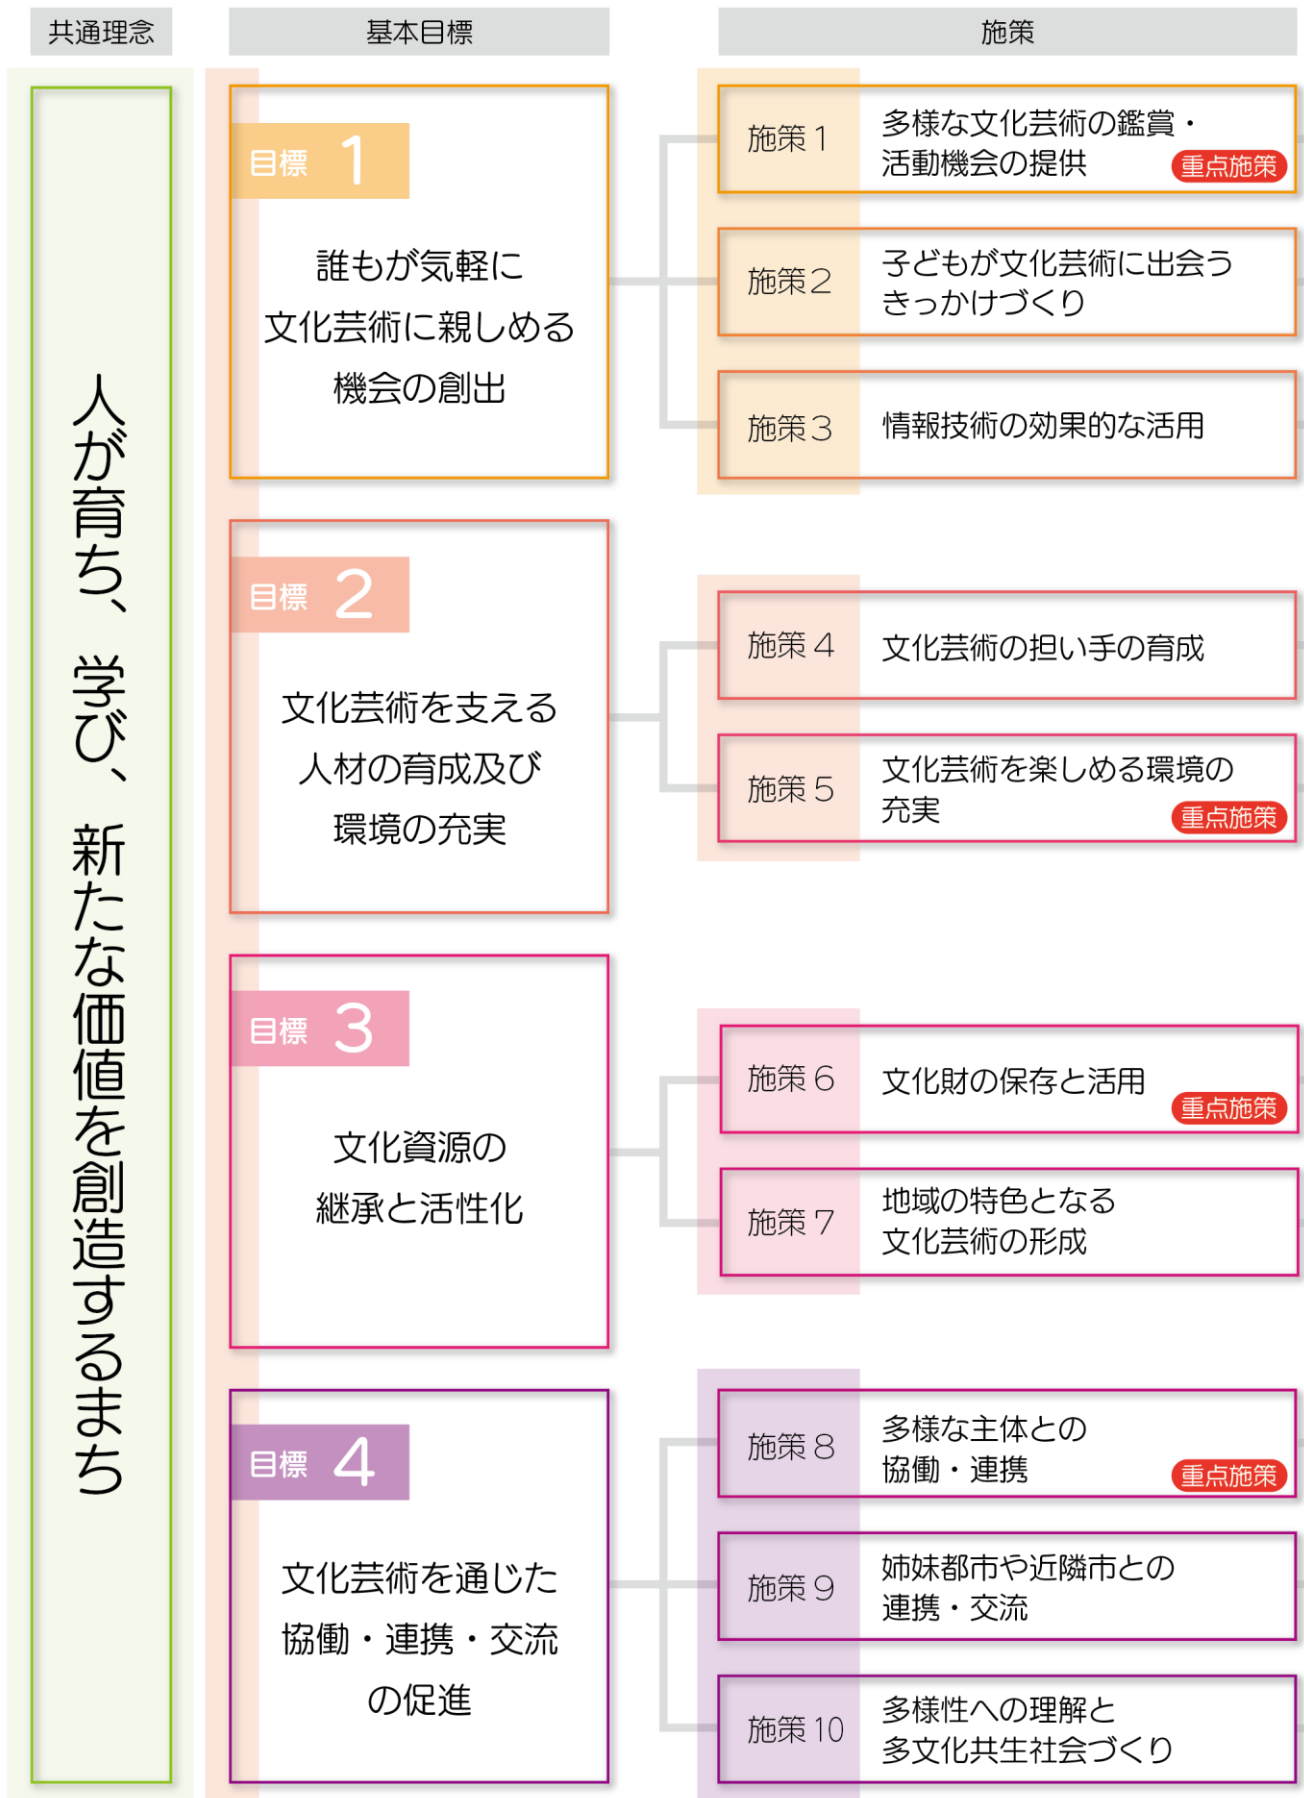 共通理念
基本目標
施策
人が育ち、学び、新たな価値を創造するまち
目標 1
誰もが気軽に
文化芸術に親しめる
機会の創出
施策1
多様な文化芸術の鑑賞・
活動機会の提供
重点施策
施策2
子どもが文化芸術に出会う
きっかけづくり
施策3
情報技術の効果的な活用
目標 2
文化芸術を支える
人材の育成及び
環境の充実
施策4
文化芸術の担い手の育成
施策5
文化芸術を楽しめる環境の
充実
重点施策
目標 3
文化資源の
継承と活性化
施策6
文化財の保存と活用
重点施策
施策7
地域の特色となる
文化芸術の形成
目標 4
文化芸術を通じた
協働・連携・交流
の促進
施策8
多様な主体との
協働・連携
重点施策
施策9
姉妹都市や近隣市との
連携・交流
施策10
多様性への理解と
多文化共生社会づくり